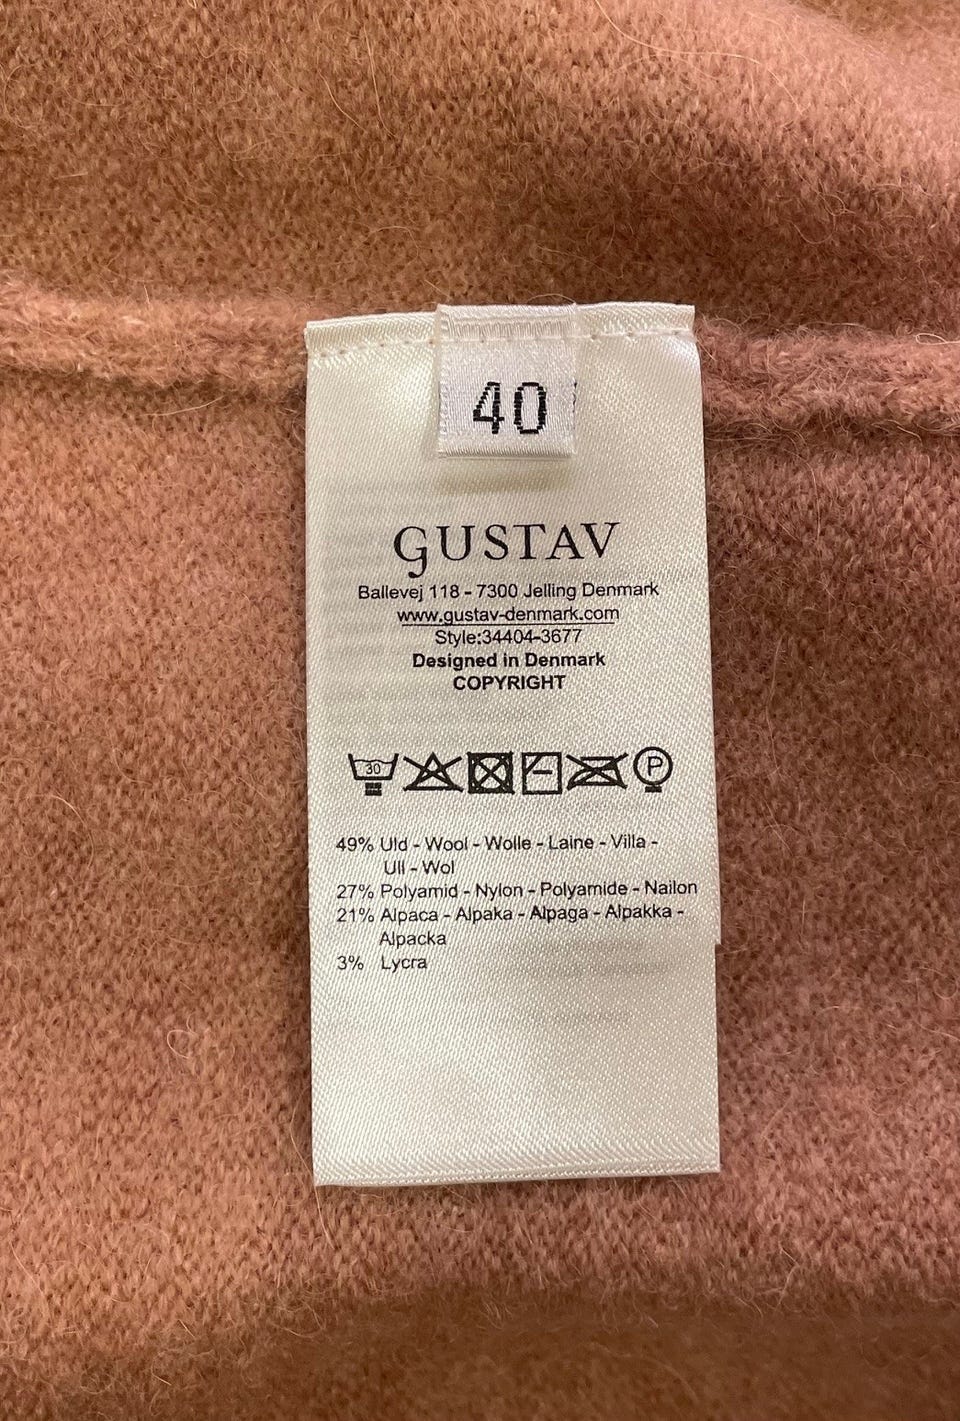 40
GUSTAV
Ballevej 118 - 7300 Jelling Denmark
www.gustav-denmark.com
Style:34404-3677
Designed in Denmark
COPYRIGHT
30 P
49% Uld - Wool - Wolle - Laine - Villa -
Ull - Wol
27% Polyamid - Nylon - Polyamide - Nailon
21% Alpaca - Alpaka - Alpaga - Alpakka -
Alpacka
3% Lycra